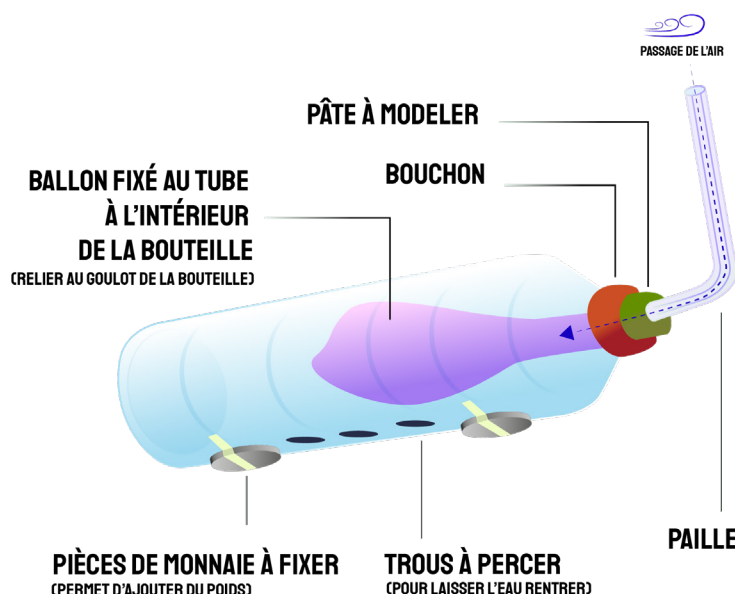 PASSAGE DE L'AIR
PÂTE À MODELER
BOUCHON
BALLON FIXÉ AU TUBE
À L'INTÉRIEUR
DE LA BOUTEILLE
(RELIER AU GOULOT DE LA BOUTEILLE)
PAILLE
PIÈCES DE MONNAIE À FIXER
(PERMET D'AJOUTER DU POIDS)
TROUS À PERCER
(POUR LAISSER L'EAU RENTRER)